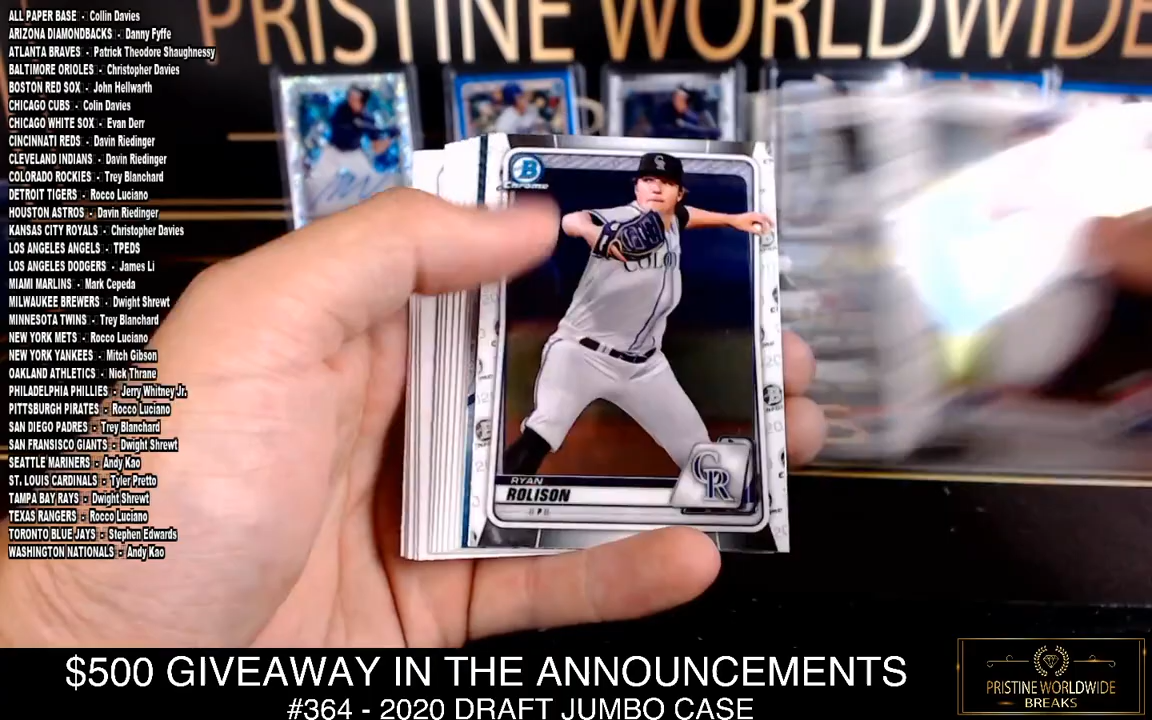 PRISTINE WORLDWIDE
ALL PAPER BASE - Collin Davies
ARIZONA DIAMONDBACKS - Danny Fyffe
ATLANTA BRAVES - Patrick Theodore Shaughnessy
BALTIMORE ORIOLES - Christopher Davies
BOSTON RED SOX - John Hellwarth
CHICAGO CUBS - Colin Davies
CHICAGO WHITE SOX - Evan Derr
CINCINNATI REDS - Davin Riedinger
CLEVELAND INDIANS - Davin Riedinger
COLORADO ROCKIES - Trey Blanchard
DETROIT TIGERS - Rocco Luciano
HOUSTON ASTROS - Davin Riedinger
KANSAS CITY ROYALS - Christopher Davies
LOS ANGELES ANGELS - TPEDS
LOS ANGELES DODGERS - James Li
MIAMI MARLINS - Mark Cepeda
MILWAUKEE BREWERS - Dwight Shrewt
MINNESOTA TWINS - Trey Blanchard
NEW YORK METS - Rocco Luciano
NEW YORK YANKEES - Mitch Gibson
OAKLAND ATHLETICS - Nick Thrane
PHILADELPHIA PHILLIES - Jerry Whitney Jr.
PITTSBURGH PIRATES - Rocco Luciano
SAN DIEGO PADRES - Trey Blanchard
SAN FRANSISCO GIANTS - Dwight Shrewt
SEATTLE MARINERS - Andy Kao
ST. LOUIS CARDINALS - Tyler Pretto
TAMPA BAY RAYS - Dwight Shrewt
TEXAS RANGERS - Rocco Luciano
TORONTO BLUE JAYS - Stephen Edwards
WASHINGTON NATIONALS - Andy Kao
B
Chrome
CR
COLO
CR
RYAN
ROLISON
P
$500 GIVEAWAY IN THE ANNOUNCEMENTS
#364 - 2020 DRAFT JUMBO CASE
PRISTINE WORLDWIDE
BREAKS